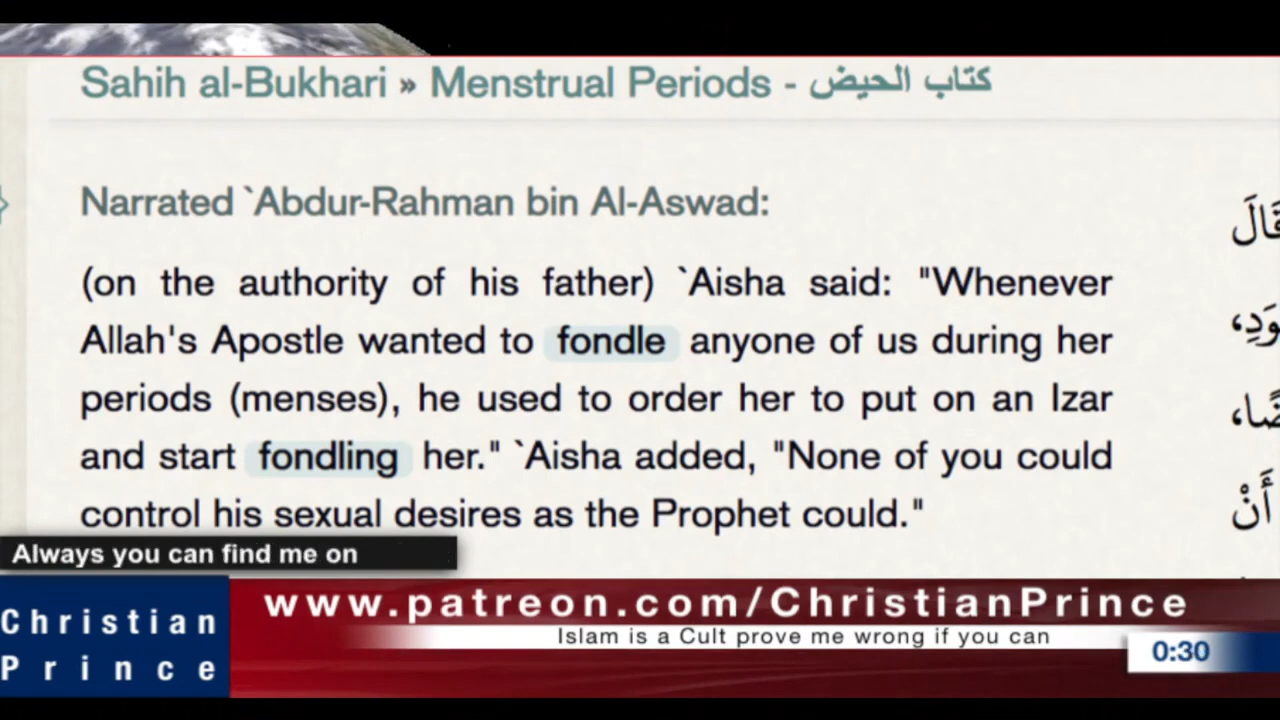 Sahih al-Bukhari » Menstrual Periods - كتاب الحيض
Narrated `Abdur-Rahman bin Al-Aswad:
(on the authority of his father) `Aisha said: "Whenever
Allah's Apostle wanted to fondle anyone of us during her
periods (menses), he used to order her to put on an Izar
and start fondling her." `Aisha added, "None of you could
control his sexual desires as the Prophet could."
أَنْ
Always you can find me on
Christian
Prince
www.patreon.com/ChristianPrince
Islam is a Cult prove me wrong if you can
0:30